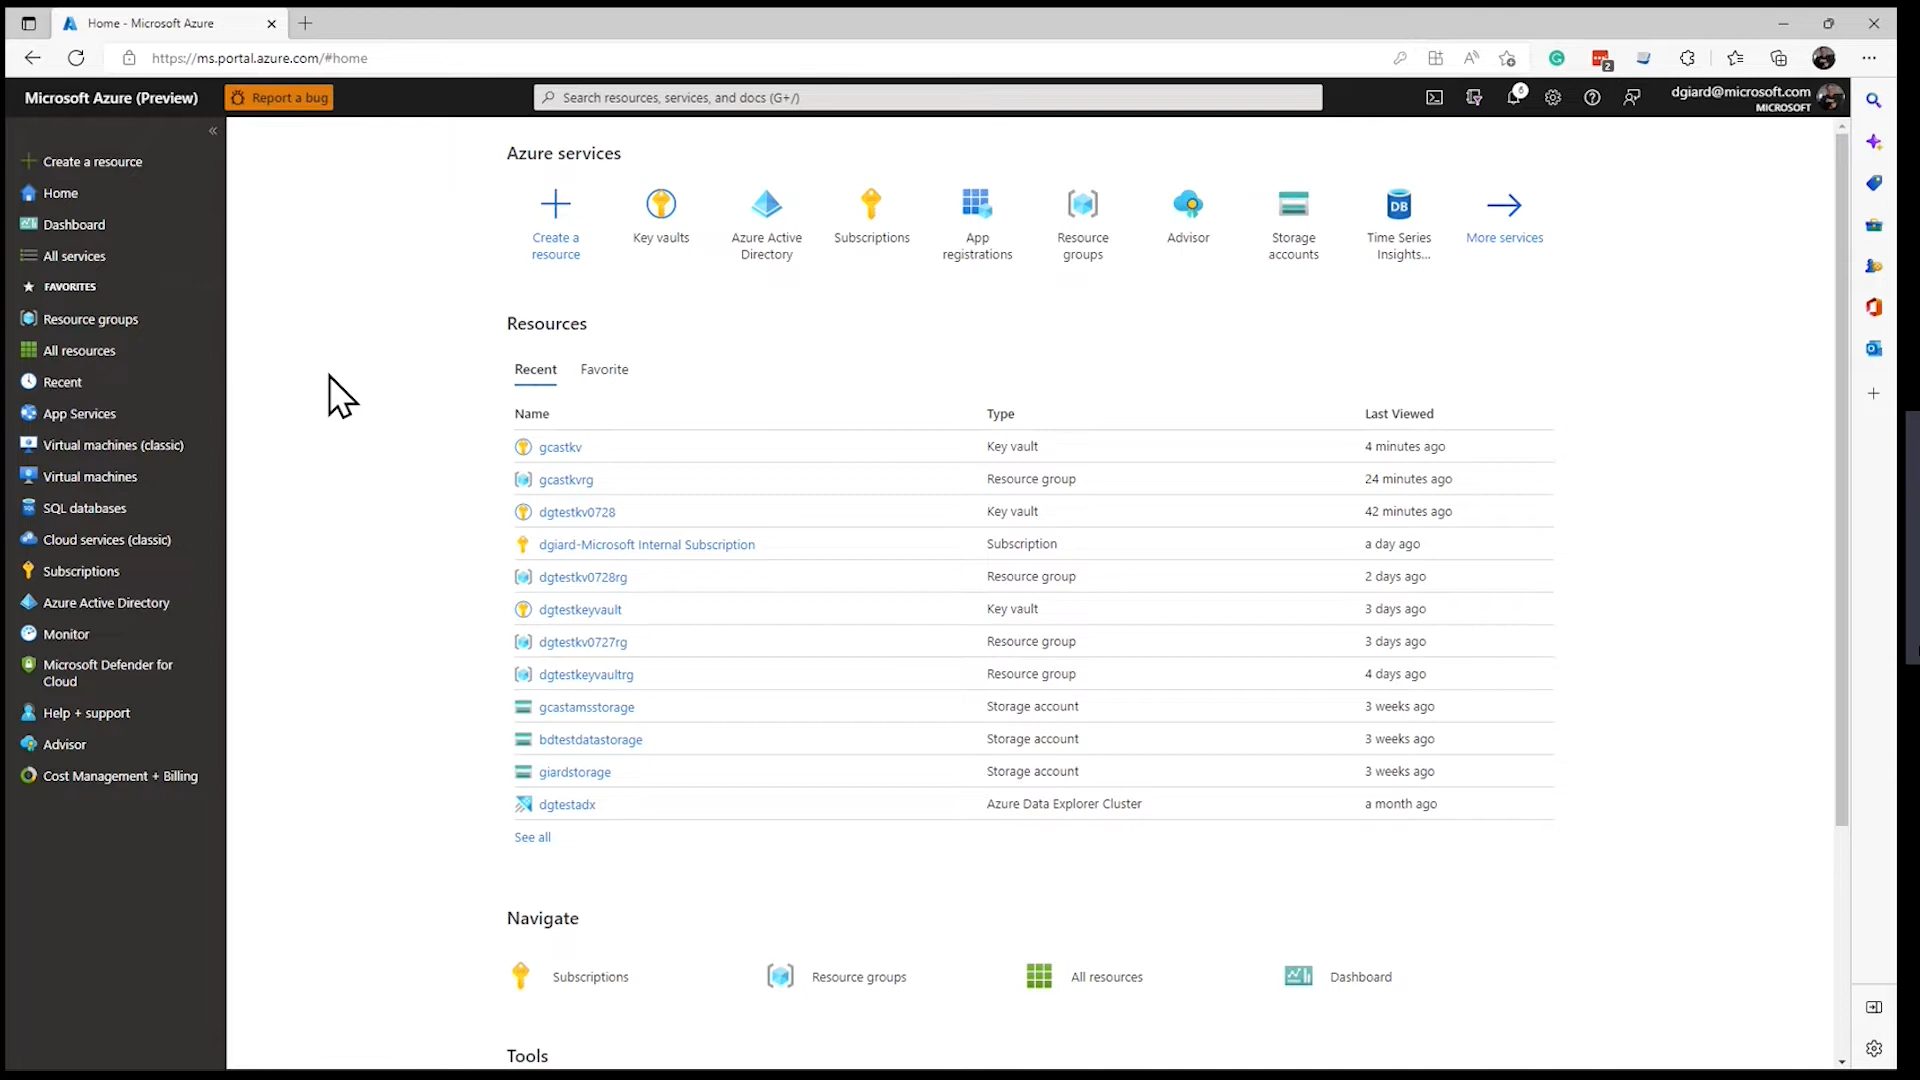 Home - Microsoft Azure
https://ms.portal.azure.com/#home
2
Microsoft Azure (Preview)
Report a bug
Search resources, services, and docs (G+/)
6
dgiard@microsoft.com
MICROSOFT
Create a resource
Home
Dashboard
All services
FAVORITES
Resource groups
All resources
Recent
App Services
Virtual machines (classic)
Virtual machines
SQL databases
Cloud services (classic)
Subscriptions
Azure Active Directory
Monitor
Microsoft Defender for
Cloud
Help + support
Advisor
Cost Management + Billing
Azure services
Create a
resource
Key vaults
Azure Active
Directory
Subscriptions
App
registrations
Resource
groups
Advisor
Storage
accounts
DB
Time Series
Insights...
More services
Resources
Recent Favorite
Name Type Last Viewed
gcastkv Key vault 4 minutes ago
gcastkvrg Resource group 24 minutes ago
dgtestkv0728 Key vault 42 minutes ago
dgiard-Microsoft Internal Subscription Subscription a day ago
dgtestkv0728rg Resource group 2 days ago
dgtestkeyvault Key vault 3 days ago
dgtestkv0727rg Resource group 3 days ago
dgtestkeyvaultrg Resource group 4 days ago
gcastamsstorage Storage account 3 weeks ago
bdtestdatastorage Storage account 3 weeks ago
giardstorage Storage account 3 weeks ago
dgtestadx Azure Data Explorer Cluster a month ago
See all
Navigate
Subscriptions Resource groups All resources Dashboard
Tools